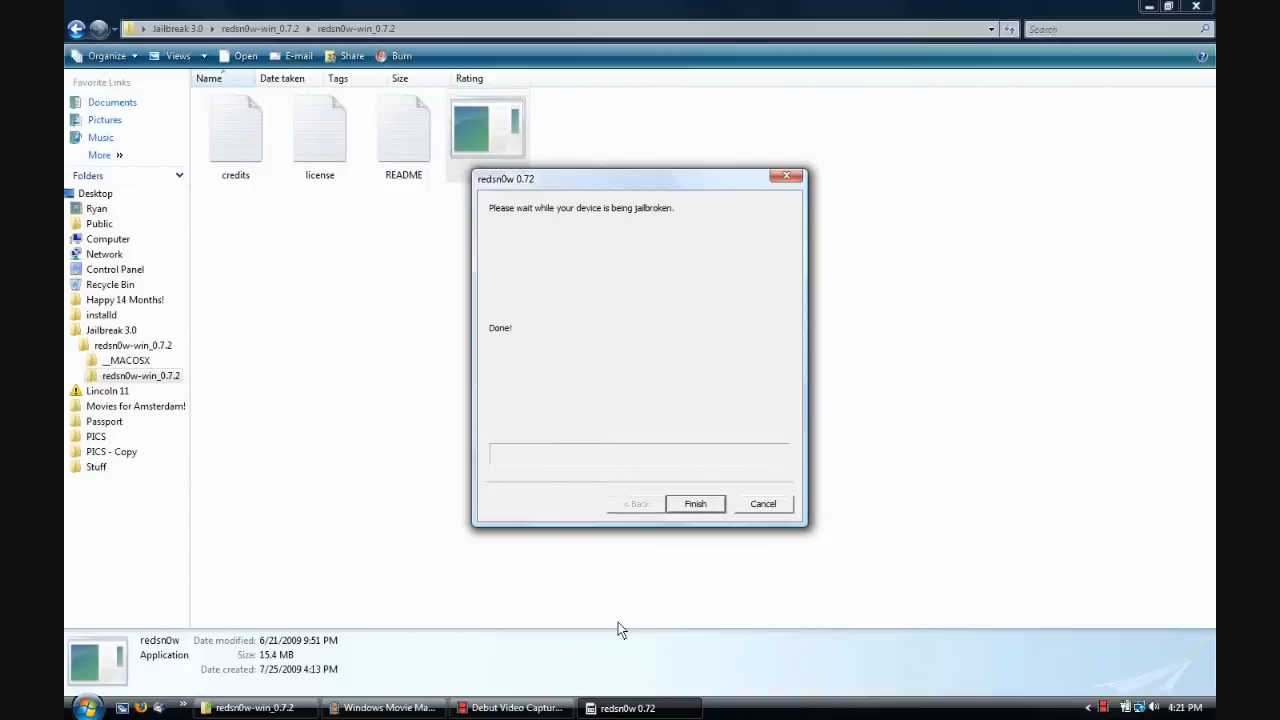 Jailbreak 3.0 redsn0w-win_0.7.2 redsn0w-win_0.7.2
Search
Organize Views Open E-mail Share Burn
Favorite Links
Documents
Pictures
Music
More »
Folders
Desktop
Ryan
Public
Computer
Network
Control Panel
Recycle Bin
Happy 14 Months!
installd
Jailbreak 3.0
redsn0w-win_0.7.2
__MACOSX
redsn0w-win_0.7.2
Lincoln 11
Movies for Amsterdam!
Passport
PICS
PICS - Copy
Stuff
Name Date taken Tags Size Rating
credits license README
redsn0w 0.72
Please wait while your device is being jailbroken.
Done!
< Back Finish Cancel
redsn0w Date modified: 6/21/2009 9:51 PM
Application Size: 15.4 MB
Date created: 7/25/2009 4:13 PM
redsn0w-win_0.7.2 Windows Movie Ma... Debut Video Captur... redsn0w 0.72 4:21 PM